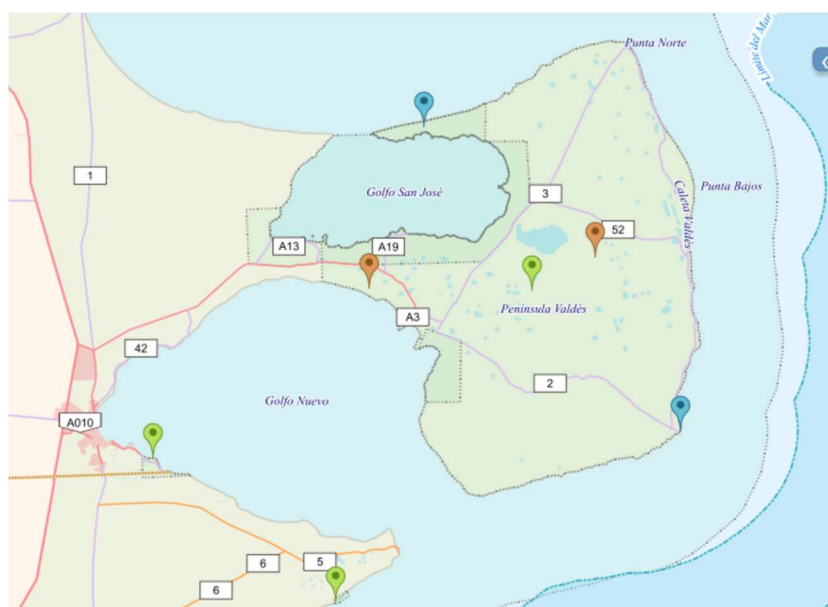 Punta Norte
Limite del Mar
1
Golfo San José
3
Punta Bajos
Caleta Valdés
52
A13
A19
Península Valdés
A3
42
2
Golfo Nuevo
A010
6
5
6